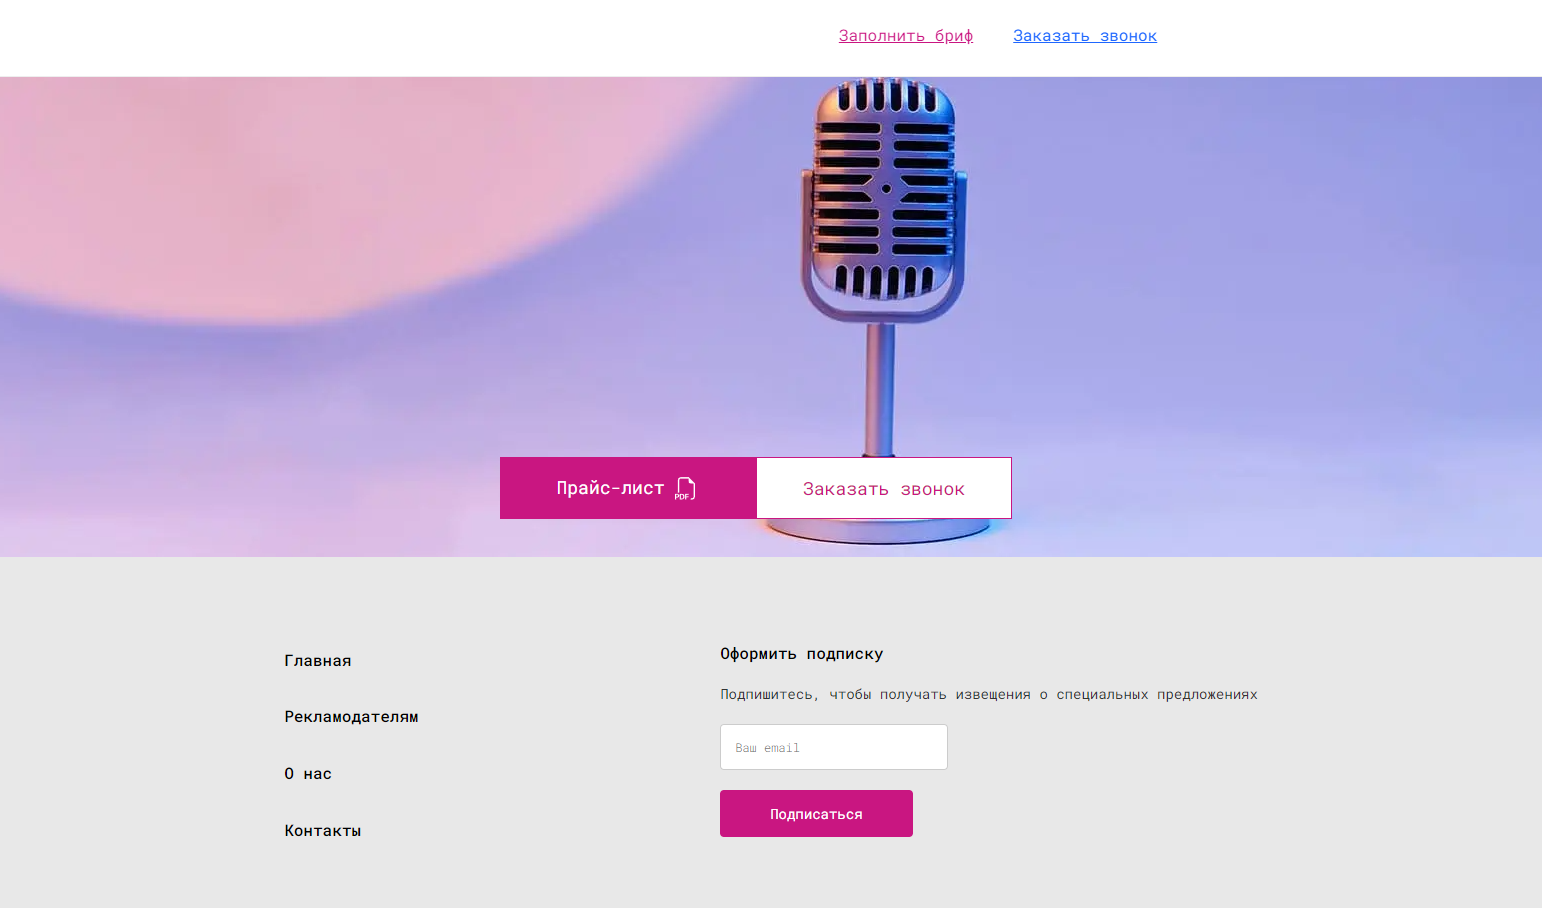 Заполнить бриф Заказать звонок
Прайс-лист PDF Заказать звонок
Главная
Рекламодателям
О нас
Контакты
Оформить подписку
Подпишитесь, чтобы получать извещения о специальных предложениях
Ваш email
Подписаться